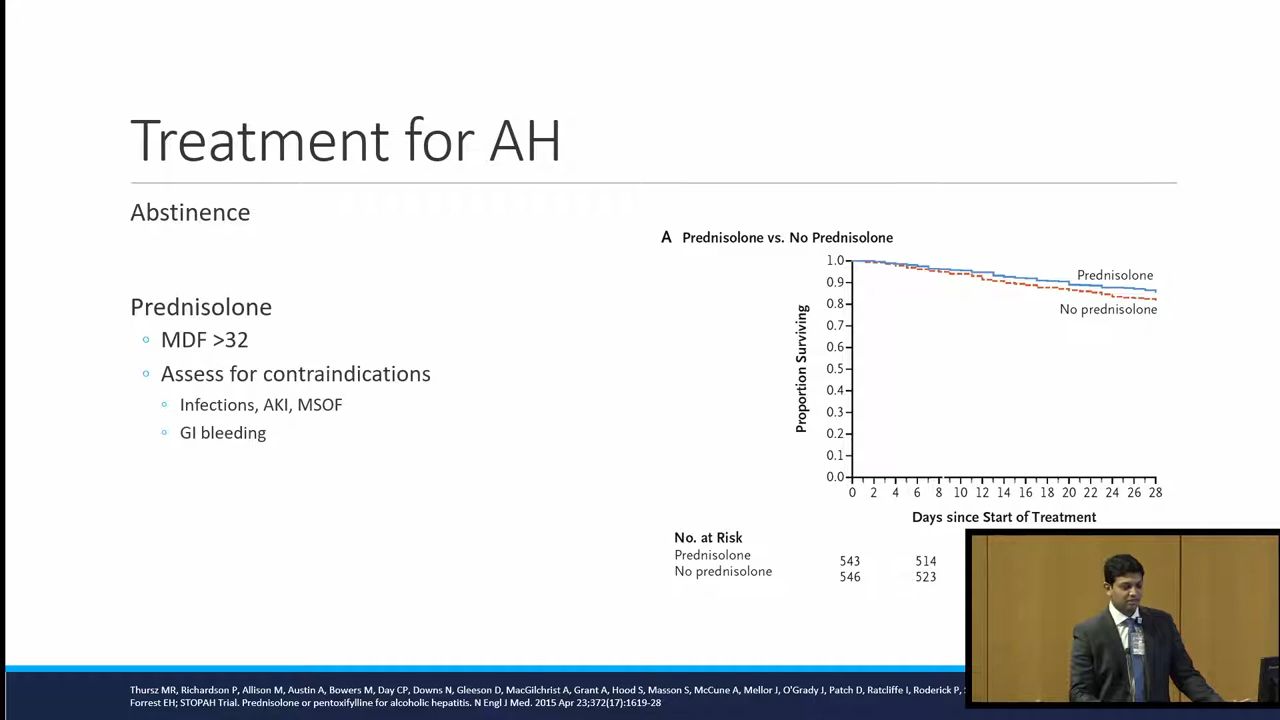 Treatment for AH
Abstinence
Prednisolone
MDF >32
Assess for contraindications
Infections, AKI, MSOF
GI bleeding
A Prednisolone vs. No Prednisolone
1.0
0.9
0.8
0.7
0.6
0.5
0.4
0.3
0.2
0.1
0.0
Proportion Surviving
Prednisolone
No prednisolone
0 2 4 6 8 10 12 14 16 18 20 22 24 26 28
Days since Start of Treatment
No. at Risk
Prednisolone 543 514
No prednisolone 546 523
Thursz MR, Richardson P, Allison M, Austin A, Bowers M, Day CP, Downs N, Gleeson D, MacGilchrist A, Grant A, Hood S, Masson S, McCune A, Mellor J, O'Grady J, Patch D, Ratcliffe I, Roderick P,
Forrest EH; STOPAH Trial. Prednisolone or pentoxifylline for alcoholic hepatitis. N Engl J Med. 2015 Apr 23;372(17):1619-28